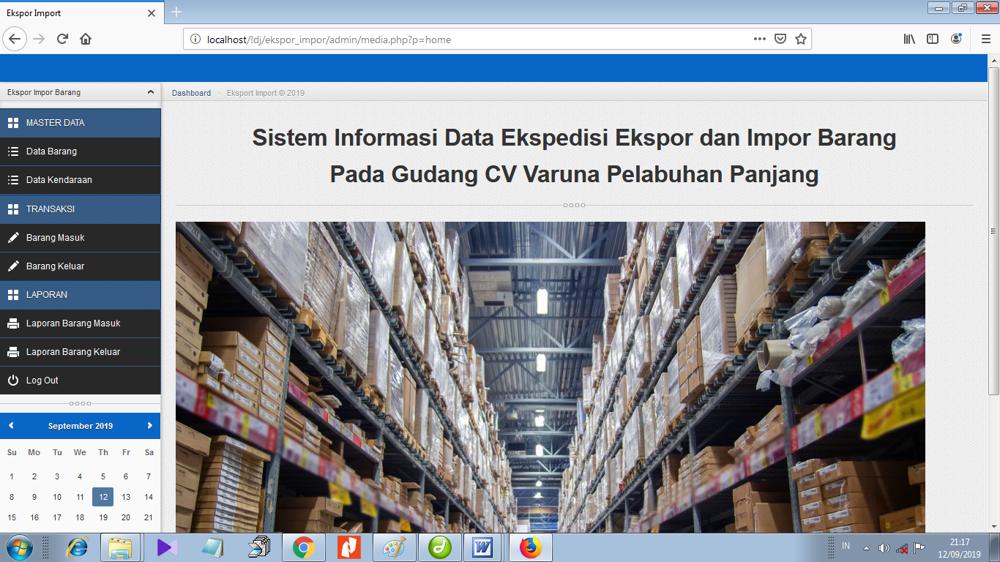 Ekspor Import
localhost/!dj/ekspor_impor/admin/media.php?p=home
Ekspor Impor Barang
Dashboard > Eksport Import © 2019
MASTER DATA
Data Barang
Data Kendaraan
TRANSAKSI
Barang Masuk
Barang Keluar
LAPORAN
Laporan Barang Masuk
Laporan Barang Keluar
Log Out
September 2019
Su Mo Tu We Th Fr Sa
1 2 3 4 5 6 7
8 9 10 11 12 13 14
15 16 17 18 19 20 21
Sistem Informasi Data Ekspedisi Ekspor dan Impor Barang
Pada Gudang CV Varuna Pelabuhan Panjang
IN
21:17
12/09/2019